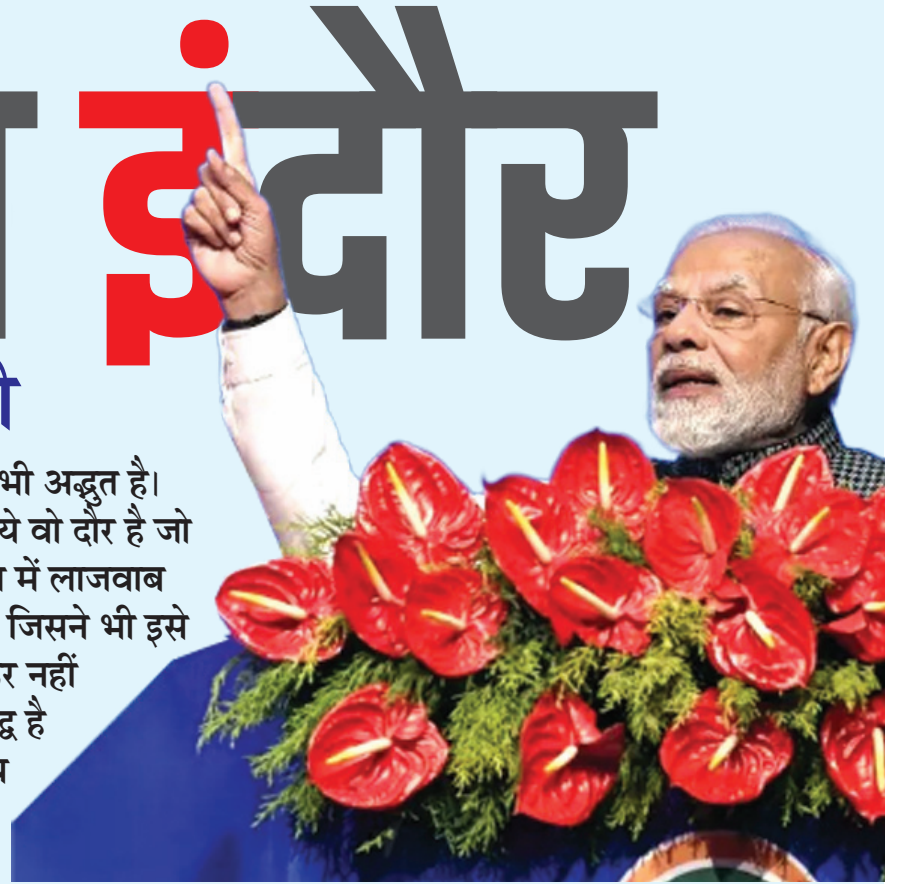 इंदौर
भी अद्भुत है।
ये वो दौर है जो
में लाजवाब
जिसने भी इसे
नहीं
है